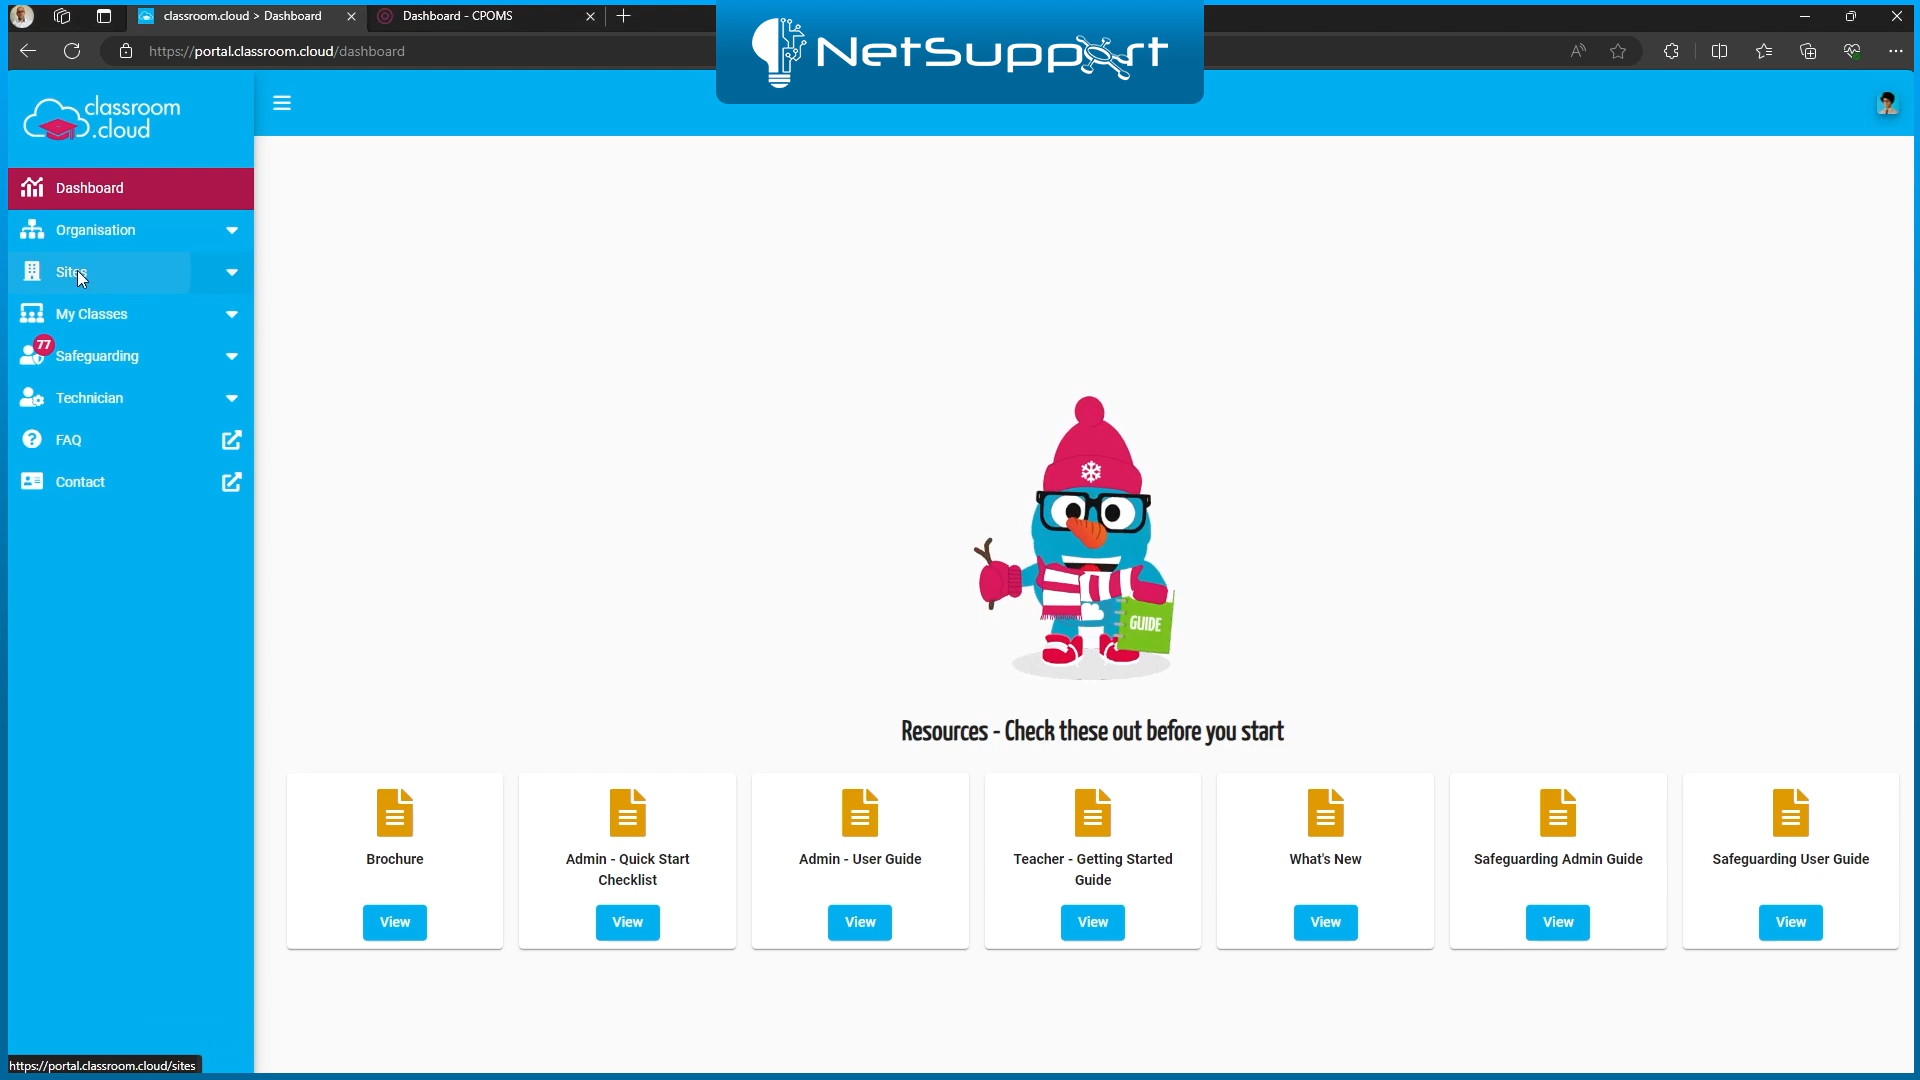 classroom.cloud > Dashboard
Dashboard - CPOMS
https://portal.classroom.cloud/dashboard
NetSupport
classroom
.cloud
Dashboard
Organisation
Sites
My Classes
77
Safeguarding
Technician
FAQ
Contact
GUIDE
Resources - Check these out before you start
Brochure
View
Admin - Quick Start
Checklist
View
Admin - User Guide
View
Teacher - Getting Started
Guide
View
What's New
View
Safeguarding Admin Guide
View
Safeguarding User Guide
View
https://portal.classroom.cloud/sites